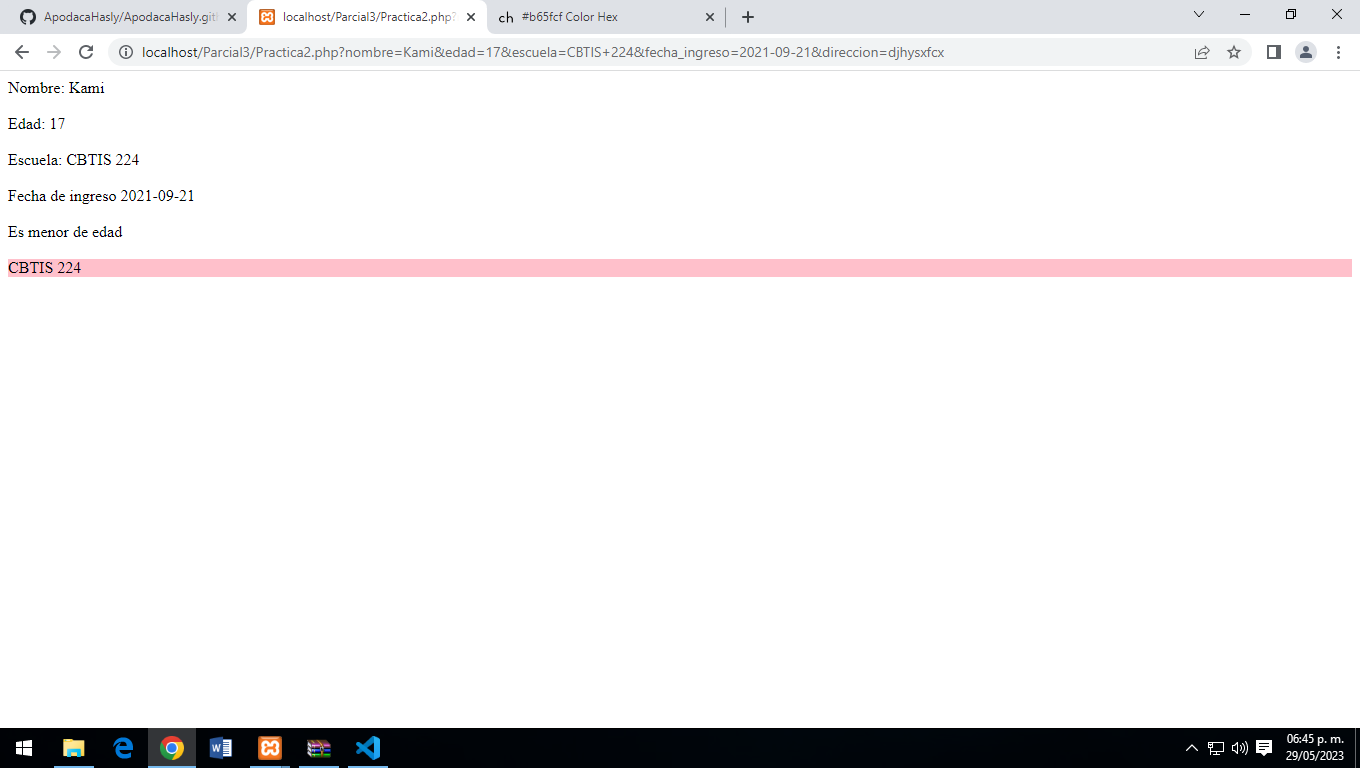 ApodacaHasly/ApodacaHasly.gith
localhost/Parcial3/Practica2.php?
ch #b65fcf Color Hex
localhost/Parcial3/Practica2.php?nombre=Kami&edad=17&escuela=CBTIS+224&fecha_ingreso=2021-09-21&direccion=djhysxfcx
Nombre: Kami
Edad: 17
Escuela: CBTIS 224
Fecha de ingreso 2021-09-21
Es menor de edad
CBTIS 224
06:45 p. m.
29/05/2023